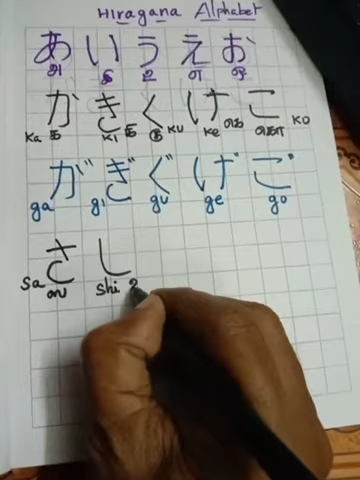 Hiragana Alphabet
あ い う え お
அ இ உ எ ஒ
か き く け こ
ka க ki கி கு ku ke கெ கொ ko
が ぎ ぐ げ ご
ga gi gu ge go
さ し
sa ஸ shi